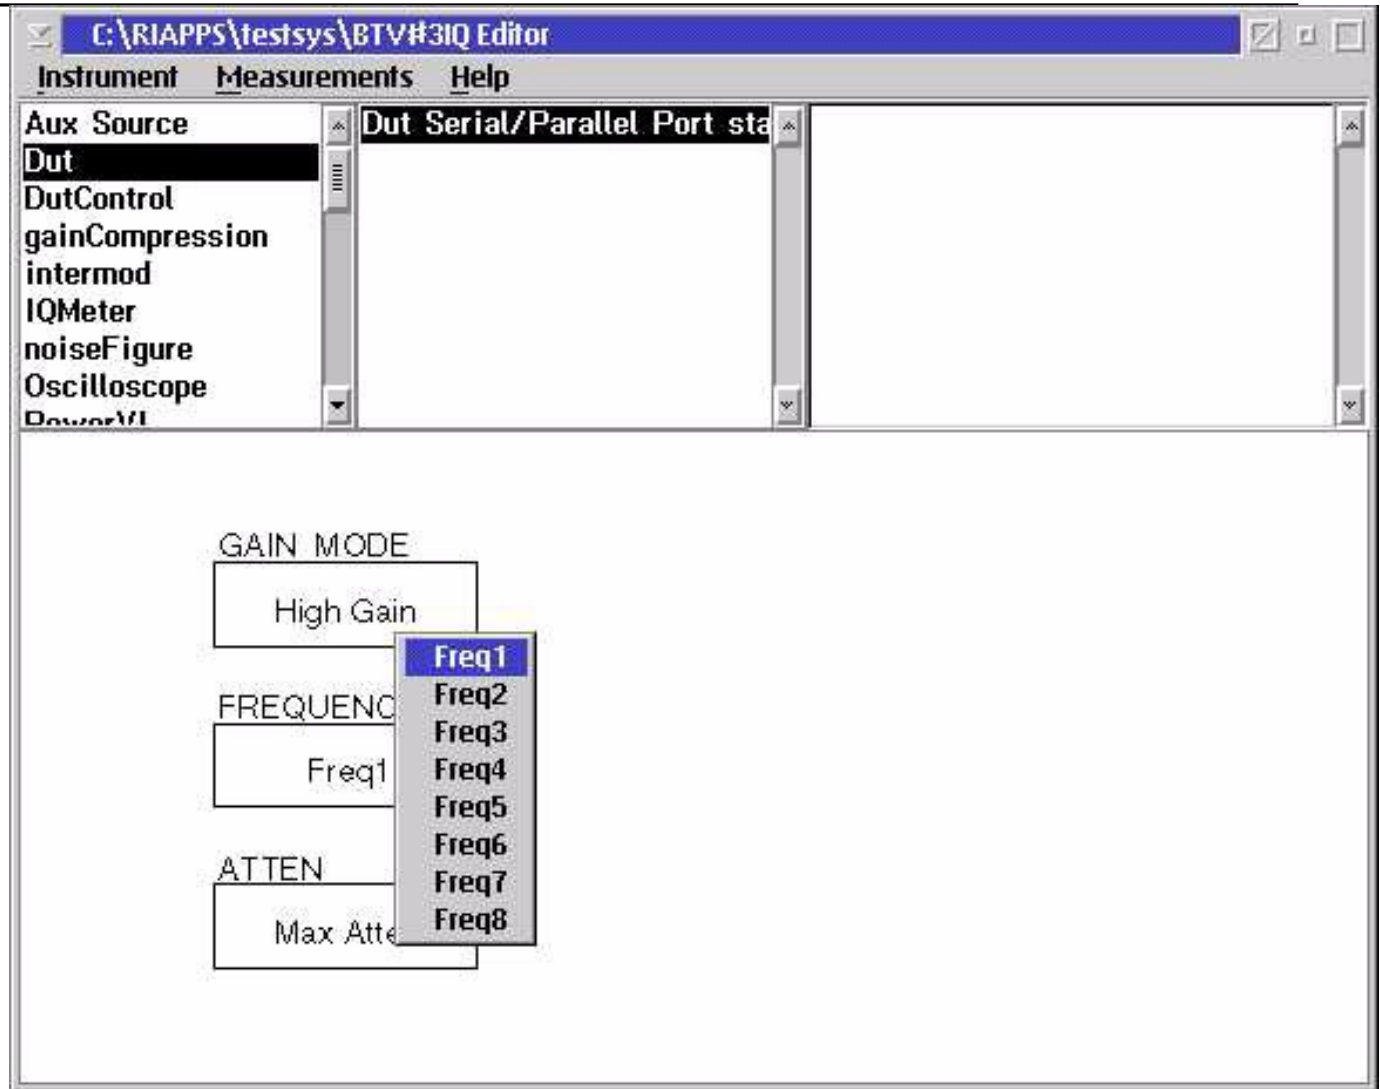 C:\RIAPPS\testsys\BTV#3IQ Editor
Instrument Measurements Help
Aux Source
Dut
DutControl
gainCompression
intermod
IQMeter
noiseFigure
Oscilloscope
Dut Serial/Parallel Port sta
GAIN MODE
High Gain
FREQUENC
Freq1
ATTEN
Max Atte
Freq1
Freq2
Freq3
Freq4
Freq5
Freq6
Freq7
Freq8